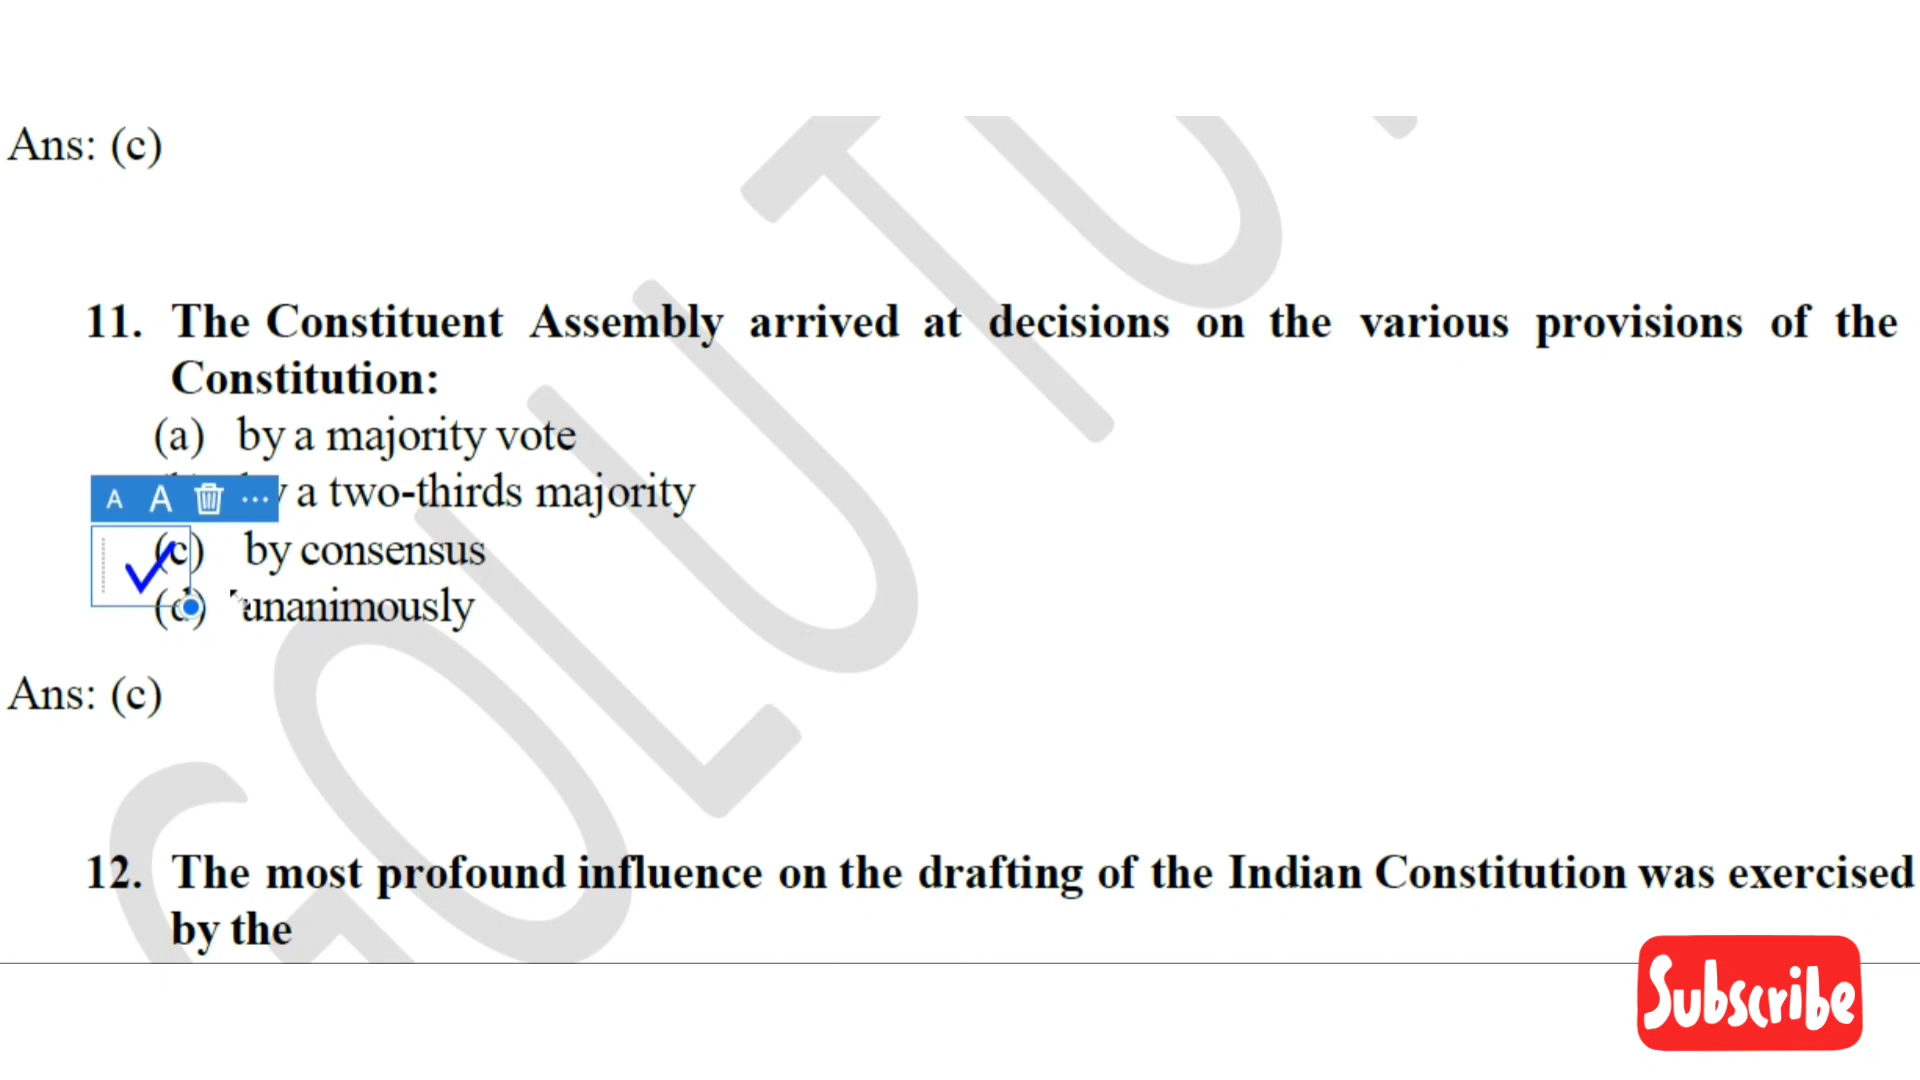 Ans: (c)
11. The Constituent Assembly arrived at decisions on the various provisions of the
Constitution:
(a) by a majority vote
a two-thirds majority
(c) by consensus
(d) unanimously
Ans: (c)
12. The most profound influence on the drafting of the Indian Constitution was exercised
by the
Subscribe
A A ...